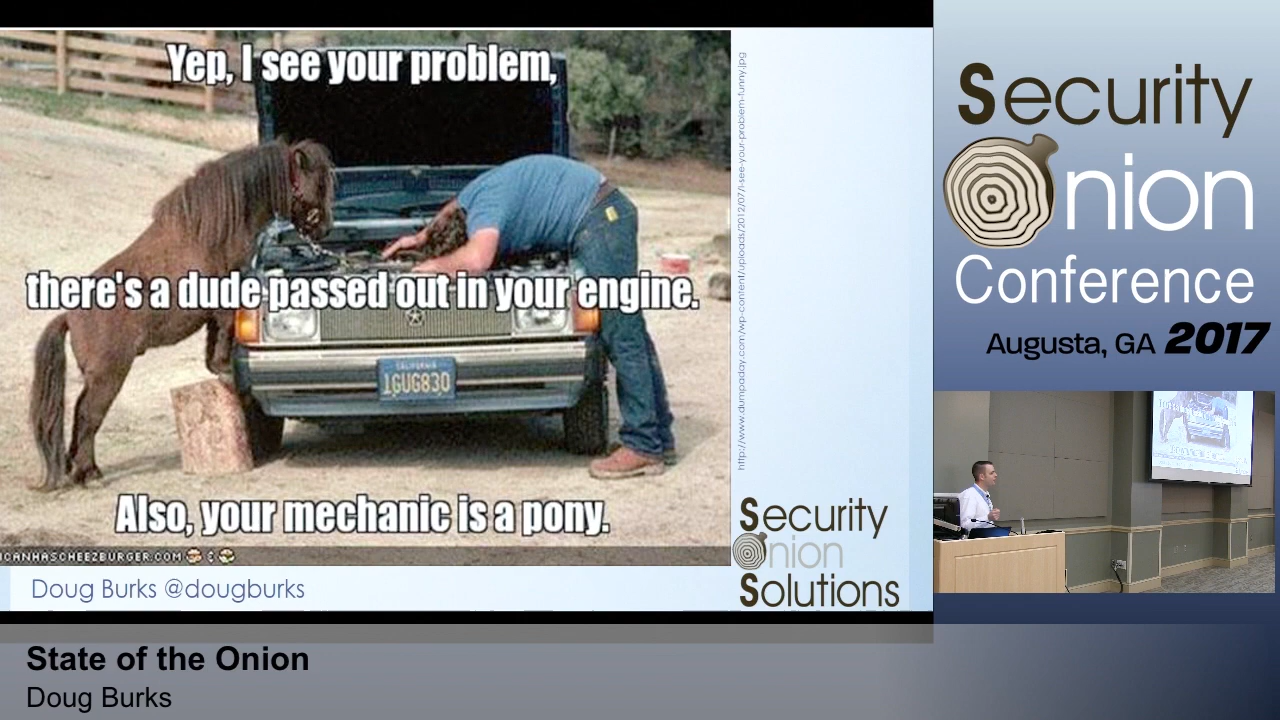 Yep, I see your problem,
there's a dude passed out in your engine.
CALIFORNIA
1GUG830
Also, your mechanic is a pony.
ICANHASCHEEZBURGER.COM
http://www.dumpaday.com/wp-content/uploads/2012/07/I-see-your-problem-funny.jpg
Doug Burks @dougburks
Security
Onion
Solutions
Security
Onion
Conference
Augusta, GA 2017
State of the Onion
Doug Burks